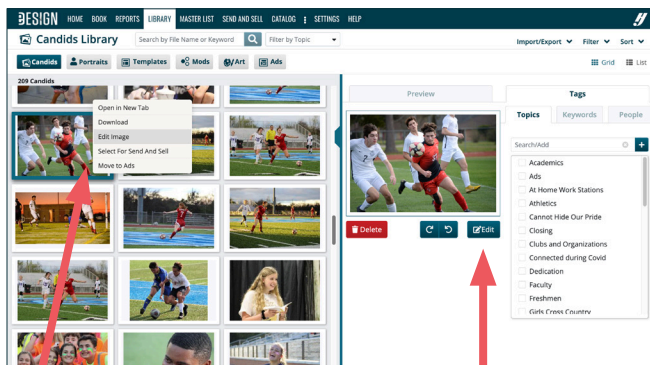 DESIGN HOME BOOK REPORTS LIBRARY MASTER LIST SEND AND SELL CATALOG SETTINGS HELP
Candids Library Search by File Name or Keyword Filter by Topic Import/Export Filter Sort
Candids Portraits Templates Mods Art Ads Grid List
209 Candids
Open in New Tab
Download
Edit Image
Select For Send And Sell
Move to Ads
Preview
Delete
Edit
Tags
Topics Keywords People
Search/Add
Academics
Ads
At Home Work Stations
Athletics
Cannot Hide Our Pride
Closing
Clubs and Organizations
Connected during Covid
Dedication
Faculty
Freshmen
Girls Cross Country